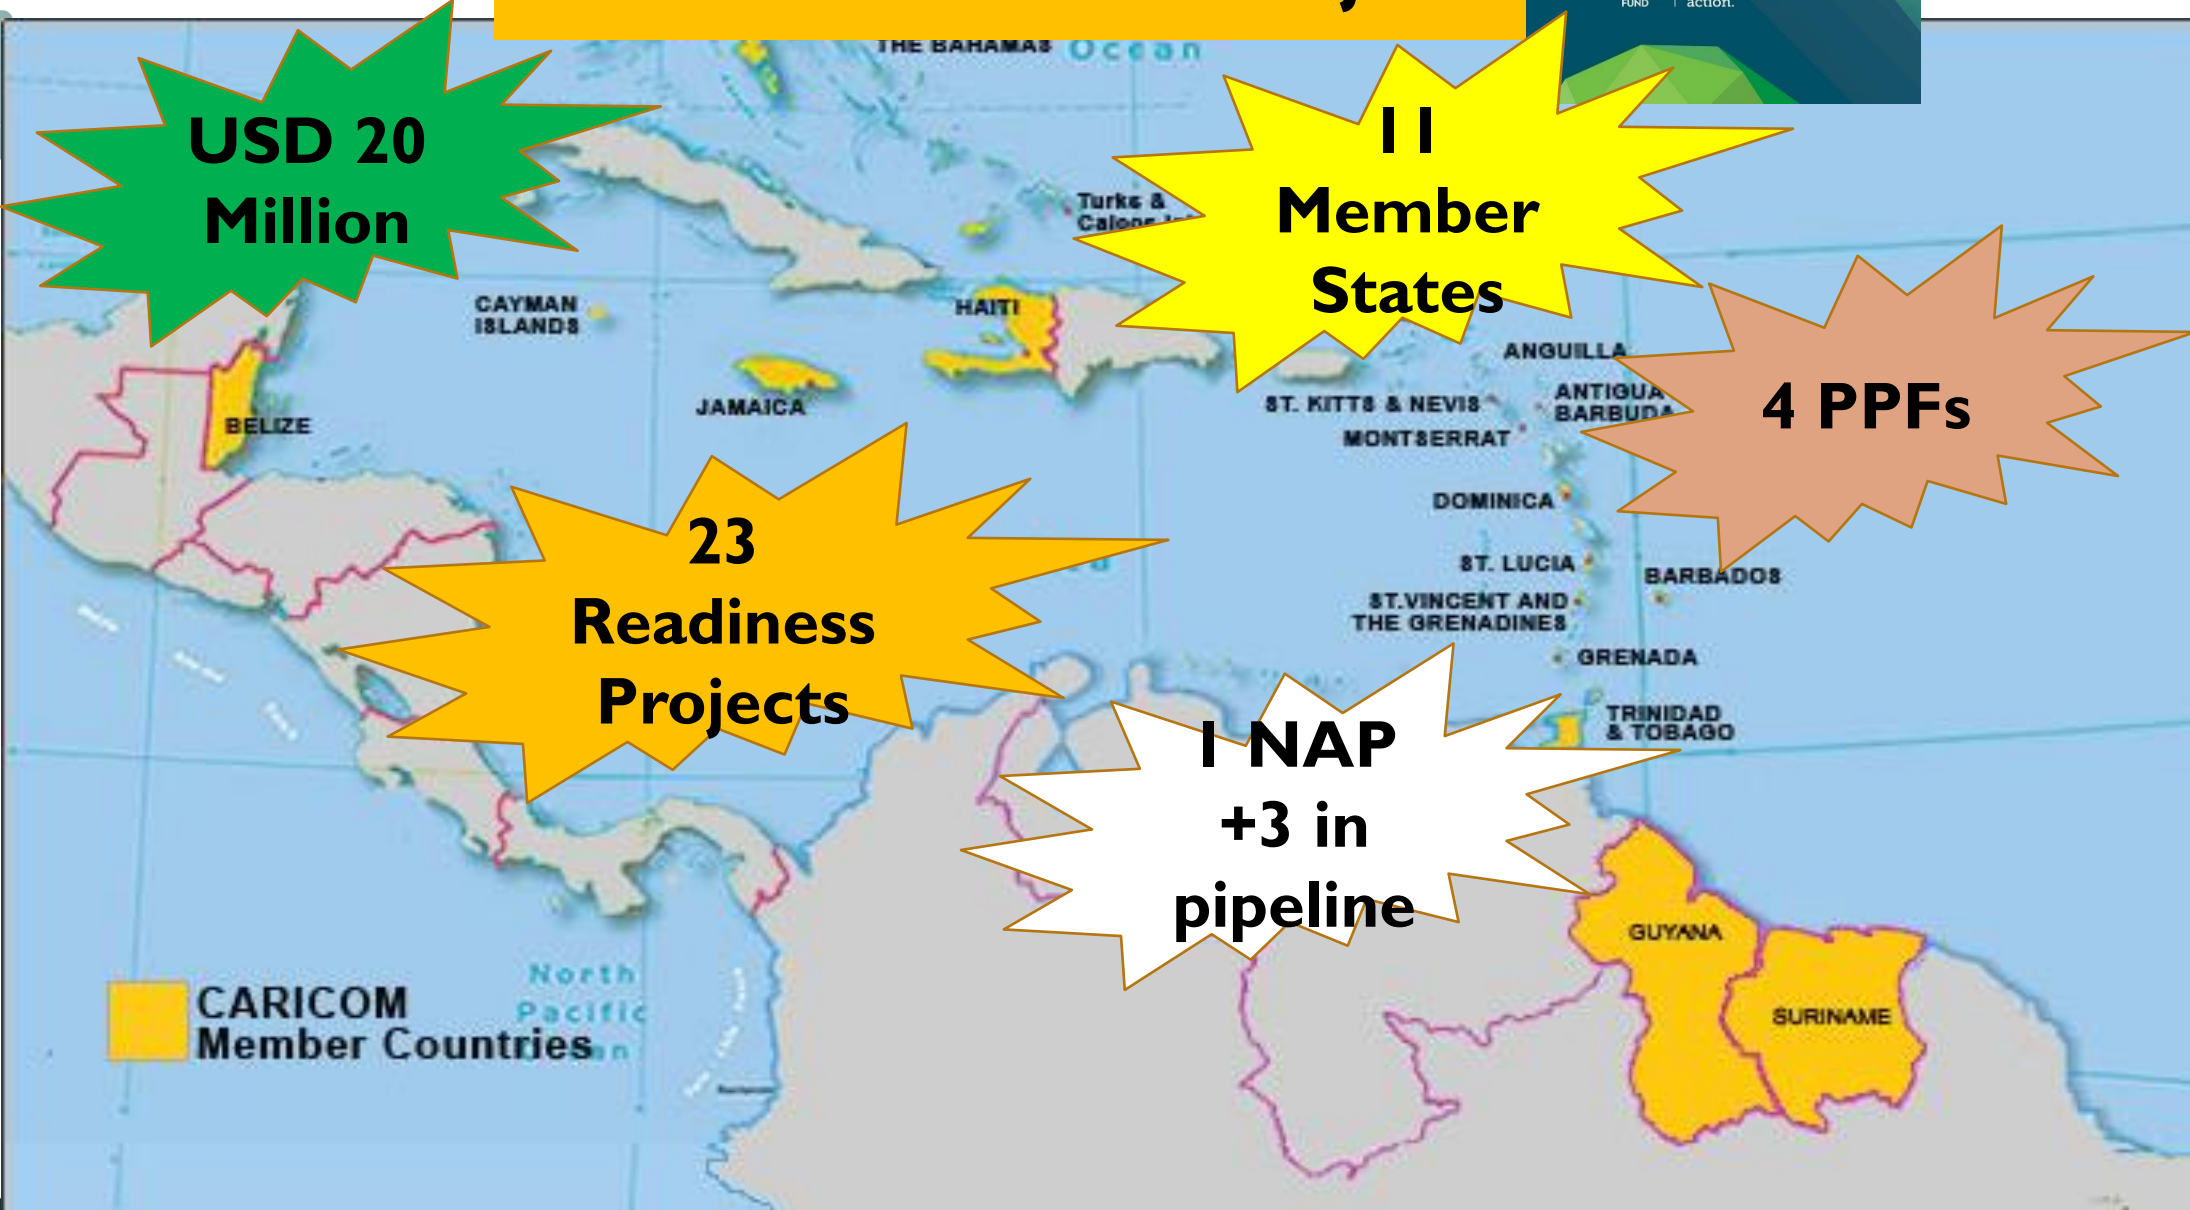 FUND
action.
THE BAHAMAS
Ocean
USD 20
Million
11
Member
States
Turks &
CAYMAN
ISLANDS
HAITI
JAMAICA
BELIZE
ANGUILLA
ANTIGUA
BARBUDA
ST. KITTS & NEVIS
MONTSERRAT
4 PPFs
DOMINICA
ST. LUCIA
BARBADOS
ST.VINCENT AND
THE GRENADINES
GRENADA
TRINIDAD
& TOBAGO
23
Readiness
Projects
1 NAP
+3 in
pipeline
GUYANA
SURINAME
North
Pacific
CARICOM
Member Countries